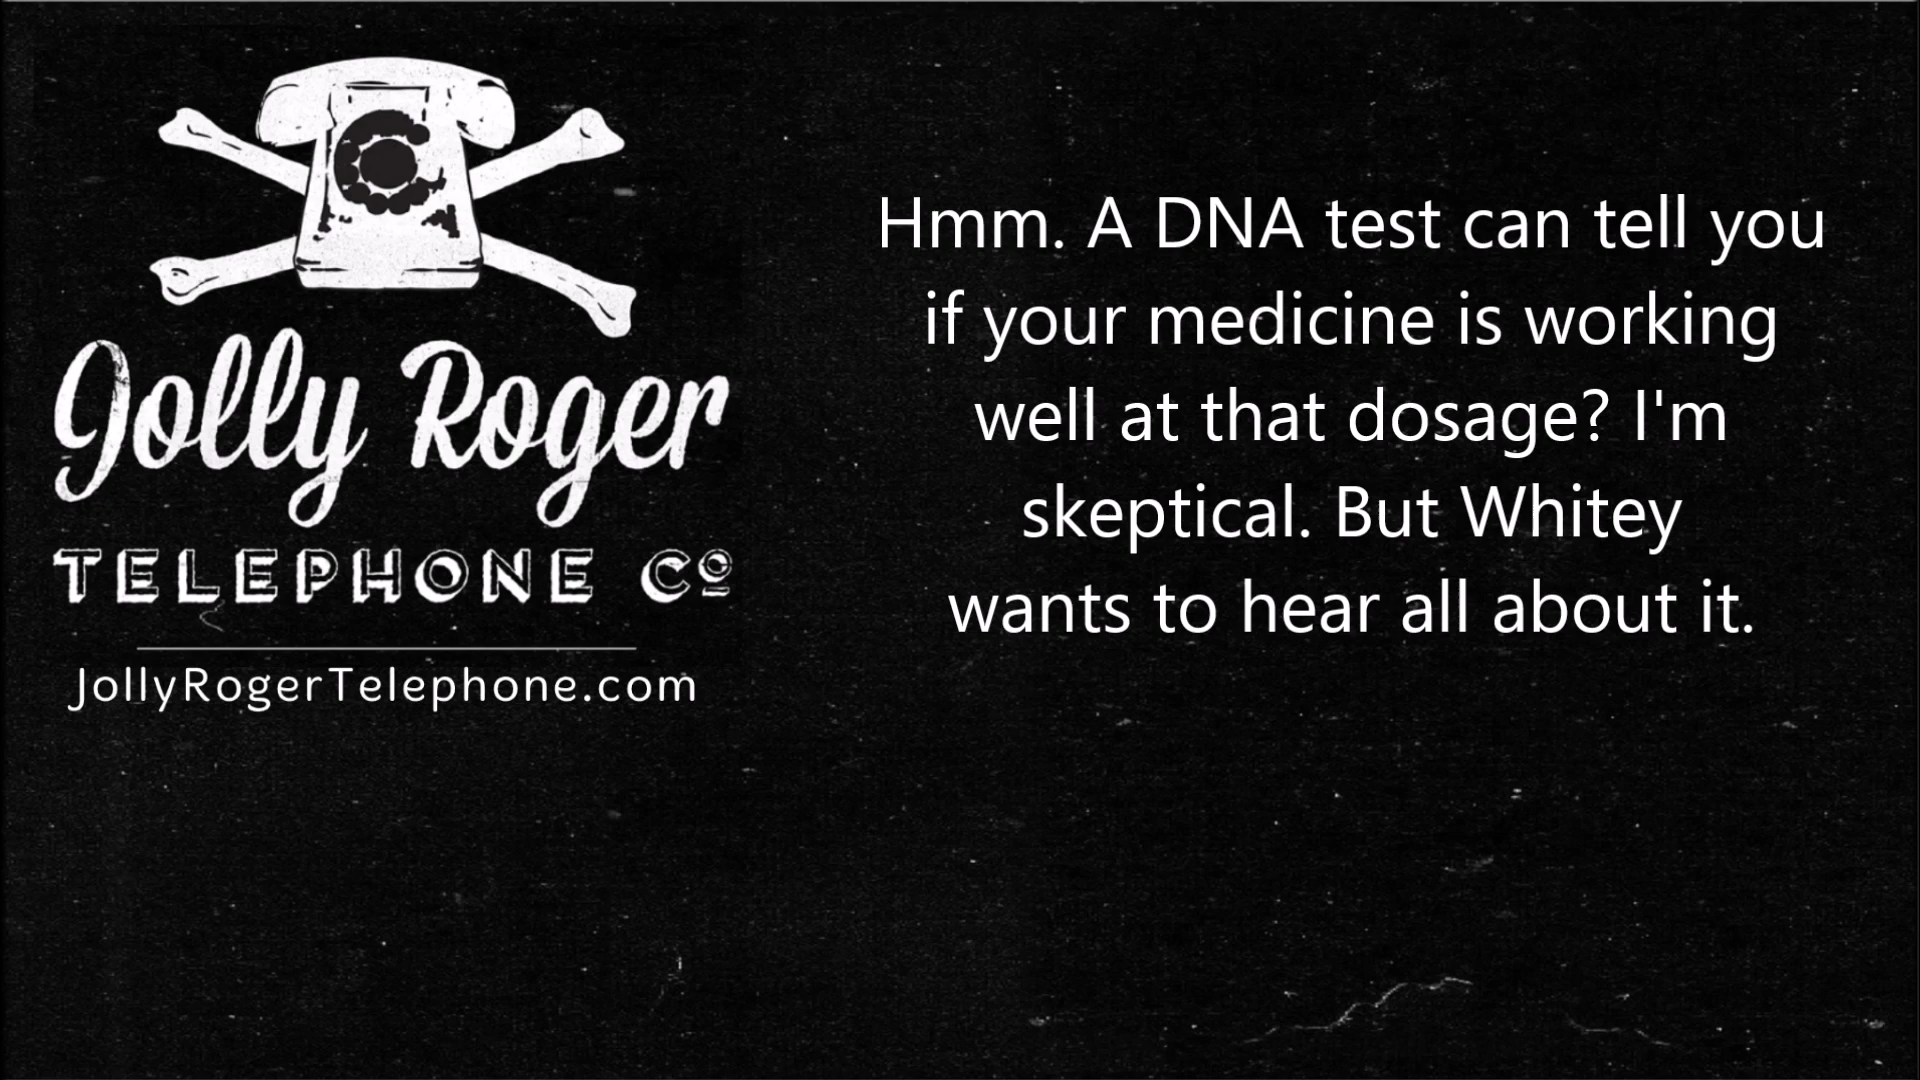 Jolly Roger
TELEPHONE Cº
JollyRogerTelephone.com
Hmm. A DNA test can tell you
if your medicine is working
well at that dosage? I'm
skeptical. But Whitey
wants to hear all about it.